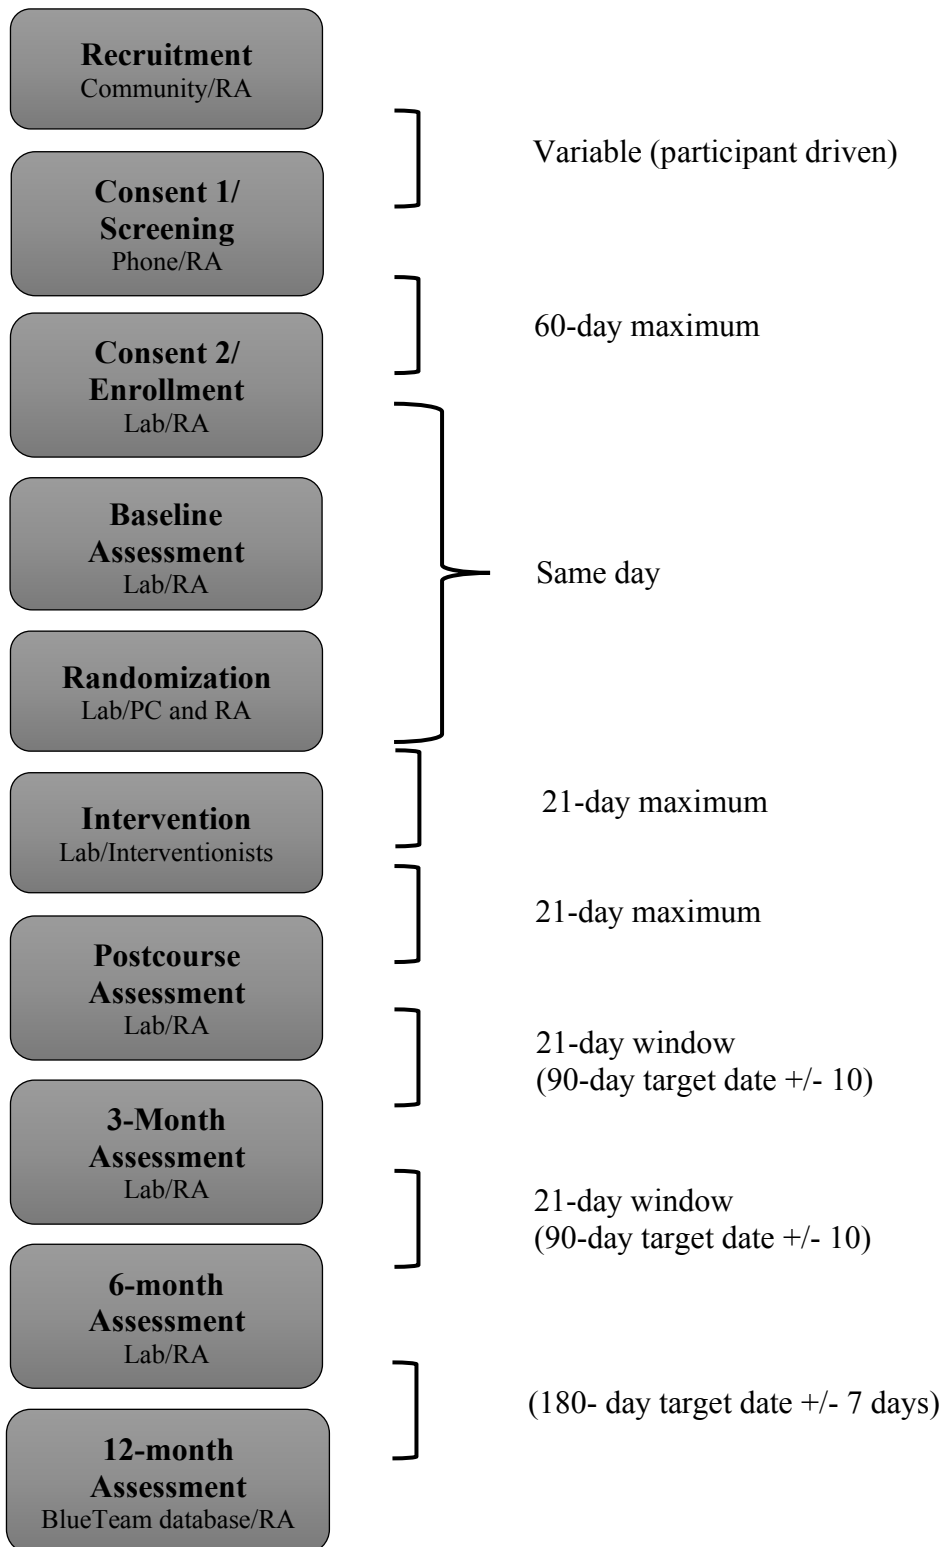 Recruitment
Community/RA
Variable (participant driven)
Consent 1/
Screening
Phone/RA
60-day maximum
Consent 2/
Enrollment
Lab/RA
Baseline
Assessment
Lab/RA
Same day
Randomization
Lab/PC and RA
21-day maximum
Intervention
Lab/Interventionists
21-day maximum
Postcourse
Assessment
Lab/RA
21-day window
(90-day target date +/- 10)
3-Month
Assessment
Lab/RA
21-day window
(90-day target date +/- 10)
6-month
Assessment
Lab/RA
(180- day target date +/- 7 days)
12-month
Assessment
BlueTeam database/RA